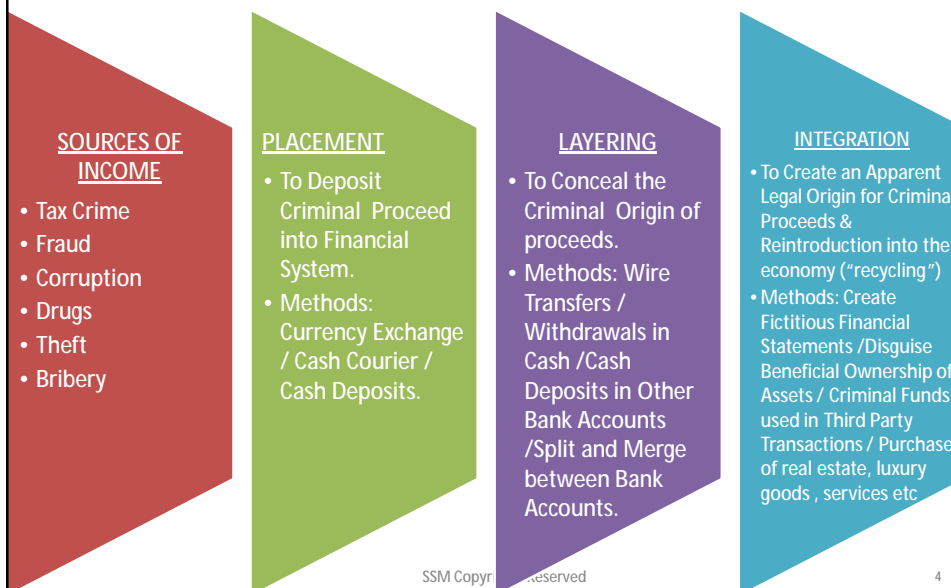 SOURCES OF
INCOME
• Tax Crime
• Fraud
• Corruption
• Drugs
• Theft
• Bribery
PLACEMENT
• To Deposit
Criminal Proceed
into Financial
System.
• Methods:
Currency Exchange
/ Cash Courier /
Cash Deposits.
LAYERING
• To Conceal the
Criminal Origin of
proceeds.
• Methods: Wire
Transfers /
Withdrawals in
Cash /Cash
Deposits in Other
Bank Accounts
/Split and Merge
between Bank
Accounts.
INTEGRATION
• To Create an Apparent
Legal Origin for Crimina
Proceeds &
Reintroduction into the
economy (“recycling”)
• Methods: Create
Fictitious Financial
Statements /Disguise
Beneficial Ownership of
Assets / Criminal Funds
used in Third Party
Transactions / Purchase
of real estate, luxury
goods , services etc
SSM Copyri eserved
4